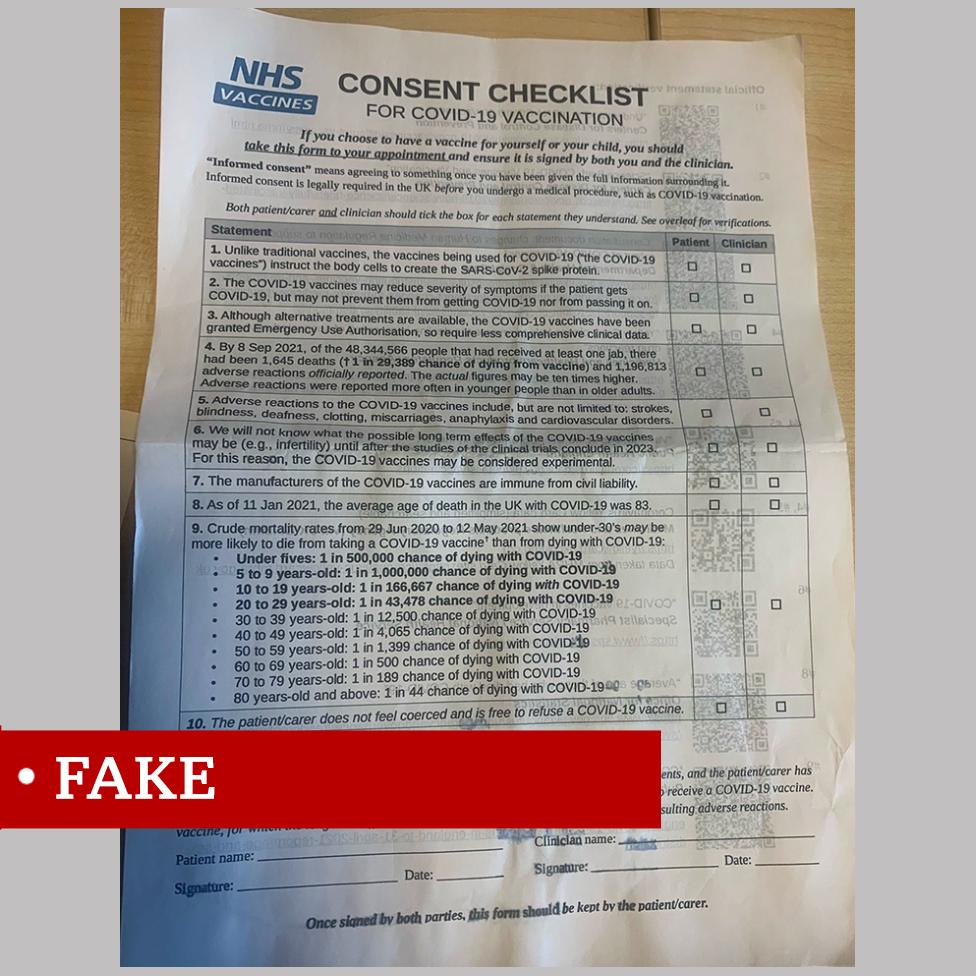 NHS
VACCINES
CONSENT CHECKLIST
FOR COVID-19 VACCINATION
If you choose to have a vaccine for yourself or your child, you should
take this form to your appointment and ensure it is signed by both you and the clinician.
"Informed consent" means agreeing to something once you have been given the full information surrounding it.
Informed consent is legally required in the UK before you undergo a medical procedure, such as COVID-19 vaccination.
Both patient/carer and clinician should tick the box for each statement they understand. See overleaf for verifications.
Statement Patient Clinician
1. Unlike traditional vaccines, the vaccines being used for COVID-19 ("the COVID-19
vaccines") instruct the body cells to create the SARS-CoV-2 spike protein.
2. The COVID-19 vaccines may reduce severity of symptoms if the patient gets
COVID-19, but may not prevent them from getting COVID-19 nor from passing it on.
3. Although alternative treatments are available, the COVID-19 vaccines have been
granted Emergency Use Authorisation, so require less comprehensive clinical data.
4. By 8 Sep 2021, of the 48,344,566 people that had received at least one jab, there
had been 1,645 deaths († 1 in 29,389 chance of dying from vaccine) and 1,196,813
adverse reactions officially reported. The actual figures may be ten times higher.
Adverse reactions were reported more often in younger people than in older adults.
5. Adverse reactions to the COVID-19 vaccines include, but are not limited to: strokes,
blindness, deafness, clotting, miscarriages, anaphylaxis and cardiovascular disorders.
6. We will not know what the possible long term effects of the COVID-19 vaccines
may be (e.g., infertility) until after the studies of the clinical trials conclude in 2023.
For this reason, the COVID-19 vaccines may be considered experimental.
7. The manufacturers of the COVID-19 vaccines are immune from civil liability.
8. As of 11 Jan 2021, the average age of death in the UK with COVID-19 was 83.
9. Crude mortality rates from 29 Jun 2020 to 12 May 2021 show under-30's may be
more likely to die from taking a COVID-19 vaccine† than from dying with COVID-19:
• Under fives: 1 in 500,000 chance of dying with COVID-19
• 5 to 9 years-old: 1 in 1,000,000 chance of dying with COVID-19
• 10 to 19 years-old: 1 in 166,667 chance of dying with COVID-19
• 20 to 29 years-old: 1 in 43,478 chance of dying with COVID-19
• 30 to 39 years-old: 1 in 12,500 chance of dying with COVID-19
• 40 to 49 years-old: 1 in 4,065 chance of dying with COVID-19
• 50 to 59 years-old: 1 in 1,399 chance of dying with COVID-19
• 60 to 69 years-old: 1 in 500 chance of dying with COVID-19
• 70 to 79 years-old: 1 in 189 chance of dying with COVID-19
• 80 years-old and above: 1 in 44 chance of dying with COVID-19
10. The patient/carer does not feel coerced and is free to refuse a COVID-19 vaccine.
• FAKE
ents, and the patient/carer has
receive a COVID-19 vaccine.
sulting adverse reactions.
vaccine, for which the
Patient name: Clinician name:
Signature: Date: Signature: Date:
Once signed by both parties, this form should be kept by the patient/carer.